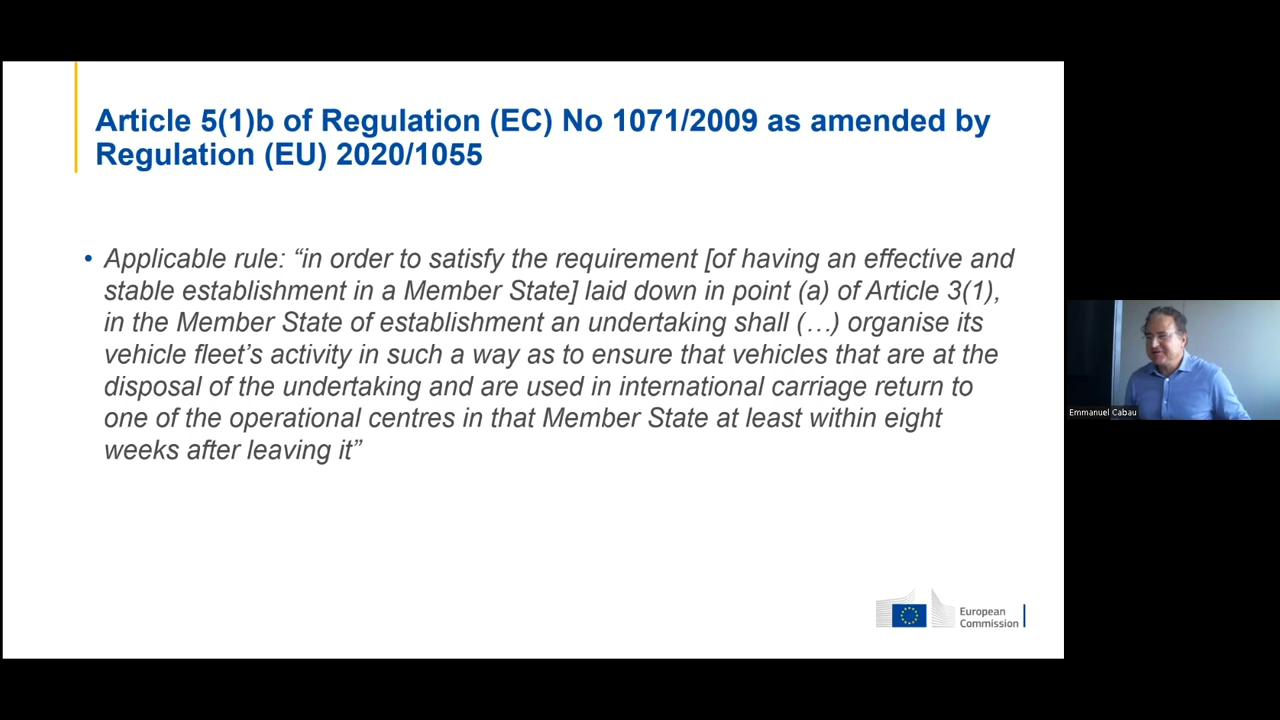 Article 5(1)b of Regulation (EC) No 1071/2009 as amended by
Regulation (EU) 2020/1055
• Applicable rule: “in order to satisfy the requirement [of having an effective and
stable establishment in a Member State] laid down in point (a) of Article 3(1),
in the Member State of establishment an undertaking shall (…) organise its
vehicle fleet’s activity in such a way as to ensure that vehicles that are at the
disposal of the undertaking and are used in international carriage return to
one of the operational centres in that Member State at least within eight
weeks after leaving it”
European
Commission
Emmanuel Cabau